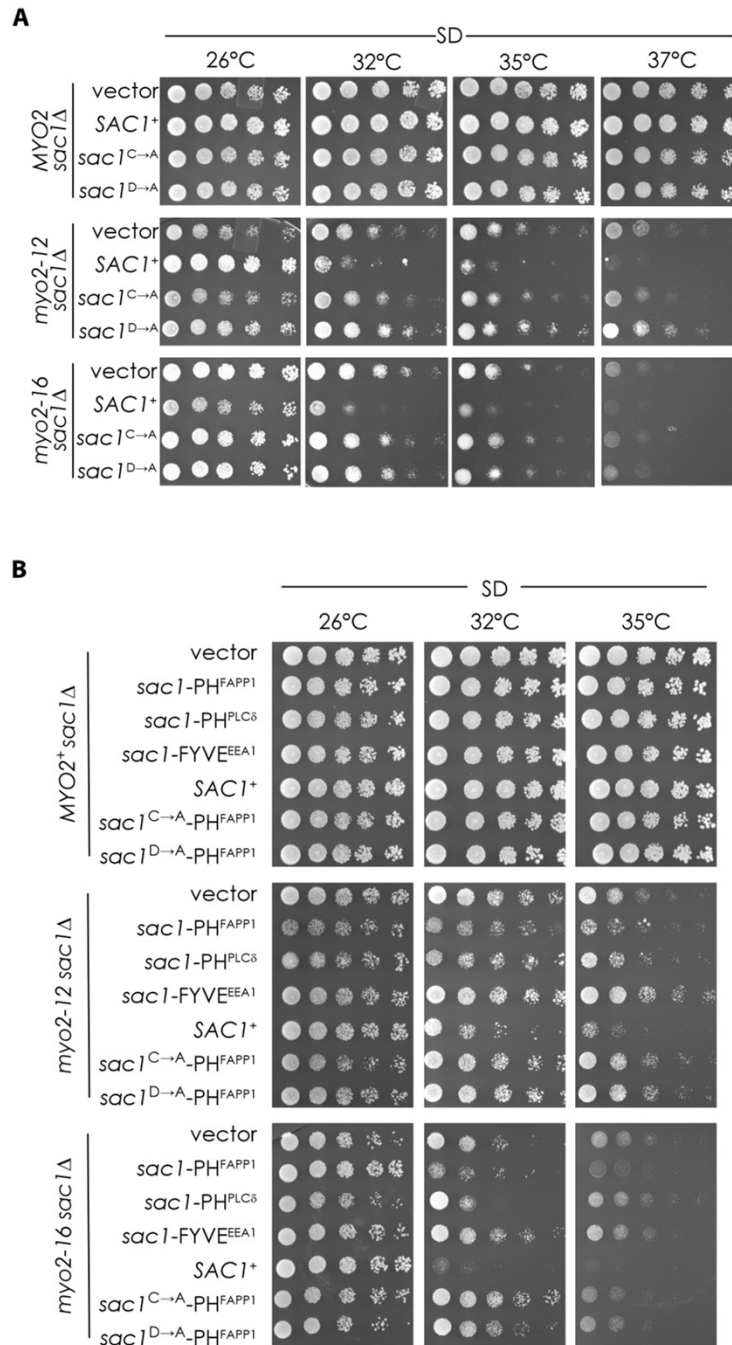 A
SD
26°C 32°C 35°C 37°C
MYO2 sac1Δ
vector
SAC1⁺
sac1ᶜ→ᴬ
sac1ᴰ→ᴬ
myo2-12 sac1Δ
vector
SAC1⁺
sac1ᶜ→ᴬ
sac1ᴰ→ᴬ
myo2-16 sac1Δ
vector
SAC1⁺
sac1ᶜ→ᴬ
sac1ᴰ→ᴬ
B
SD
26°C 32°C 35°C
MYO2⁺ sac1Δ
vector
sac1-PHFAPP1
sac1-PHPLCδ
sac1-FYVEEEA1
SAC1⁺
sac1C→A-PHFAPP1
sac1D→A-PHFAPP1
myo2-12 sac1Δ
vector
sac1-PHFAPP1
sac1-PHPLCδ
sac1-FYVEEEA1
SAC1⁺
sac1C→A-PHFAPP1
sac1D→A-PHFAPP1
myo2-16 sac1Δ
vector
sac1-PHFAPP1
sac1-PHPLCδ
sac1-FYVEEEA1
SAC1⁺
sac1C→A-PHFAPP1
sac1D→A-PHFAPP1